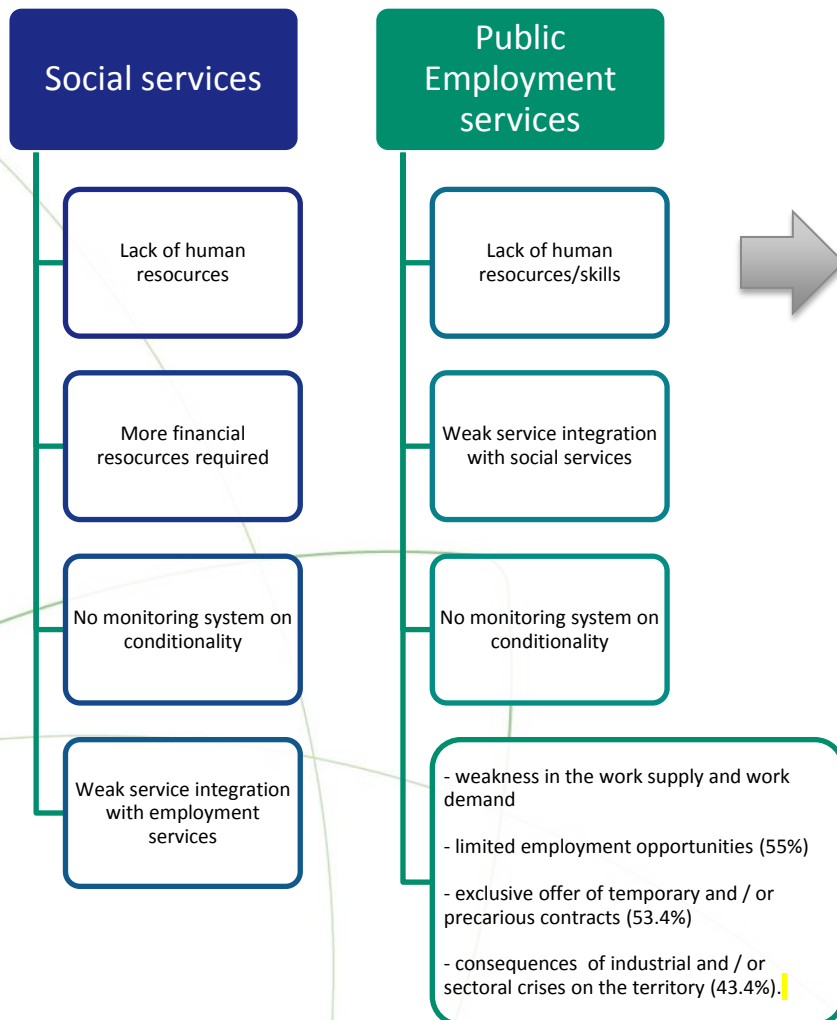 Social services
Lack of human
resocurces
More financial
resocurces required
No monitoring system on
conditionality
Weak service integration
with employment
services
Public
Employment
services
Lack of human
resocurces/skills
Weak service integration
with social services
No monitoring system on
conditionality
- weakness in the work supply and work
demand
- limited employment opportunities (55%)
- exclusive offer of temporary and / or
precarious contracts (53.4%)
- consequences of industrial and / or
sectoral crises on the territory (43.4%).